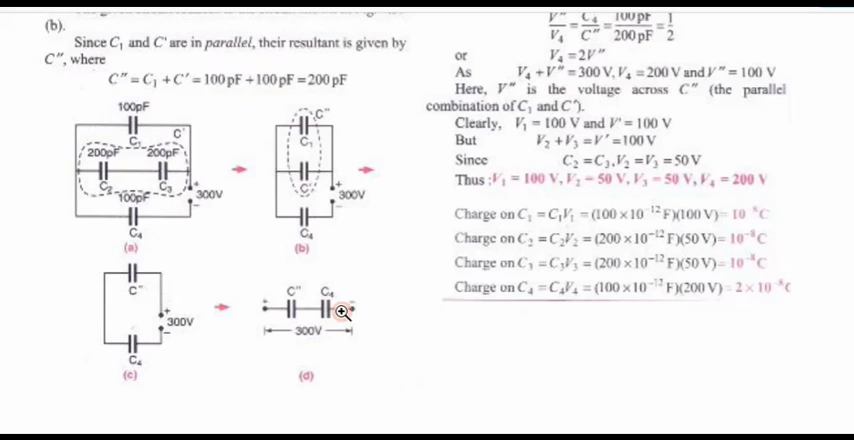 (b).
Since C₁ and C' are in parallel, their resultant is given by
C", where
C" = C₁ + C' = 100 pF + 100 pF = 200 pF
100pF
C₁
C'
200pF 200pF
C₂ C₃
100pF
300V
+
−
C₄
(a)
C"
C₁
C'
+
300V
−
C₄
(b)
C"
+
300V
−
C₄
(c)
C" C₄
+
300V
(d)
V"/V₄ = C₄/C" = 100 pF/200 pF = 1/2
or V₄ = 2V"
As V₄ + V" = 300 V, V₄ = 200 V and V" = 100 V
Here, V" is the voltage across C" (the parallel
combination of C₁ and C').
Clearly, V₁ = 100 V and V' = 100 V
But V₂ + V₃ = V' = 100 V
Since C₂ = C₃, V₂ = V₃ = 50 V
Thus : V₁ = 100 V, V₂ = 50 V, V₃ = 50 V, V₄ = 200 V
Charge on C₁ = C₁V₁ = (100 × 10⁻¹² F)(100 V) = 10⁻⁸ C
Charge on C₂ = C₂V₂ = (200 × 10⁻¹² F)(50 V) = 10⁻⁸ C
Charge on C₃ = C₃V₃ = (200 × 10⁻¹² F)(50 V) = 10⁻⁸ C
Charge on C₄ = C₄V₄ = (100 × 10⁻¹² F)(200 V) = 2 × 10⁻⁸ C